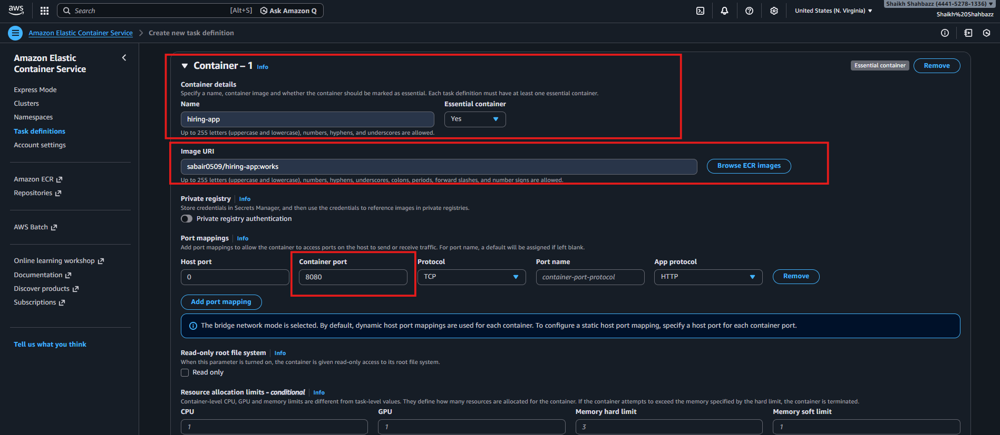 aws
Search
[Alt+S]
Ask Amazon Q
United States (N. Virginia)
Shaikh Shahbazz (4441-5278-1336)
Shaikh%20Shahbazz
Amazon Elastic Container Service
Create new task definition
Amazon Elastic
Container Service
Express Mode
Clusters
Namespaces
Task definitions
Account settings
Amazon ECR
Repositories
AWS Batch
Online learning workshop
Documentation
Discover products
Subscriptions
Tell us what you think
Container – 1 Info
Essential container
Remove
Container details
Specify a name, container image and whether the container should be marked as essential. Each task definition must have at least one essential container.
Name
Essential container
hiring-app
Yes
Up to 255 letters (uppercase and lowercase), numbers, hyphens, and underscores are allowed.
Image URI
sabair0509/hiring-app:works
Browse ECR images
Up to 255 letters (uppercase and lowercase), numbers, hyphens, underscores, colons, periods, forward slashes, and number signs are allowed.
Private registry Info
Store credentials in Secrets Manager, and then use the credentials to reference images in private registries.
Private registry authentication
Port mappings Info
Add port mappings to allow the container to access ports on the host to send or receive traffic. For port name, a default will be assigned if left blank.
Host port
Container port
Protocol
Port name
App protocol
0
8080
TCP
container-port-protocol
HTTP
Remove
Add port mapping
The bridge network mode is selected. By default, dynamic host port mappings are used for each container. To configure a static host port mapping, specify a host port for each container port.
Read-only root file system Info
When this parameter is turned on, the container is given read-only access to its root file system.
Read only
Resource allocation limits - conditional Info
Container-level CPU, GPU and memory limits are different from task-level values. They define how many resources are allocated for the container. If the container attempts to exceed the memory specified by the hard limit, the container is terminated.
CPU
GPU
Memory hard limit
Memory soft limit
1
1
3
1